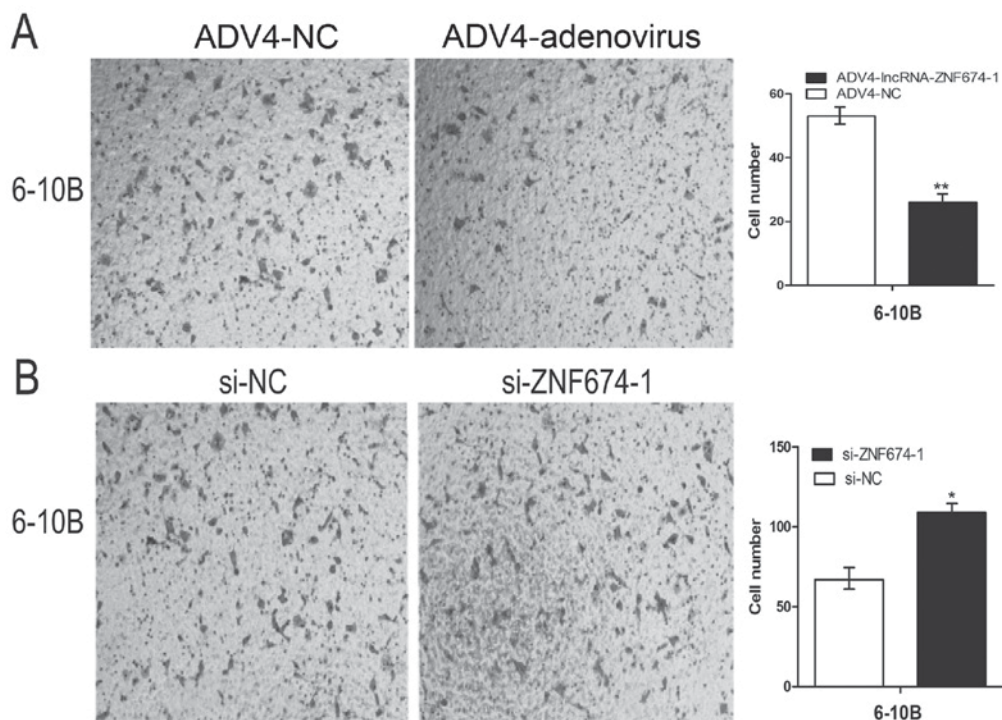 A
ADV4-NC
ADV4-adenovirus
6-10B
ADV4-lncRNA-ZNF674-1
ADV4-NC
60
40
20
0
Cell number
**
6-10B
B
si-NC
si-ZNF674-1
6-10B
si-ZNF674-1
si-NC
150
100
50
0
Cell number
*
6-10B